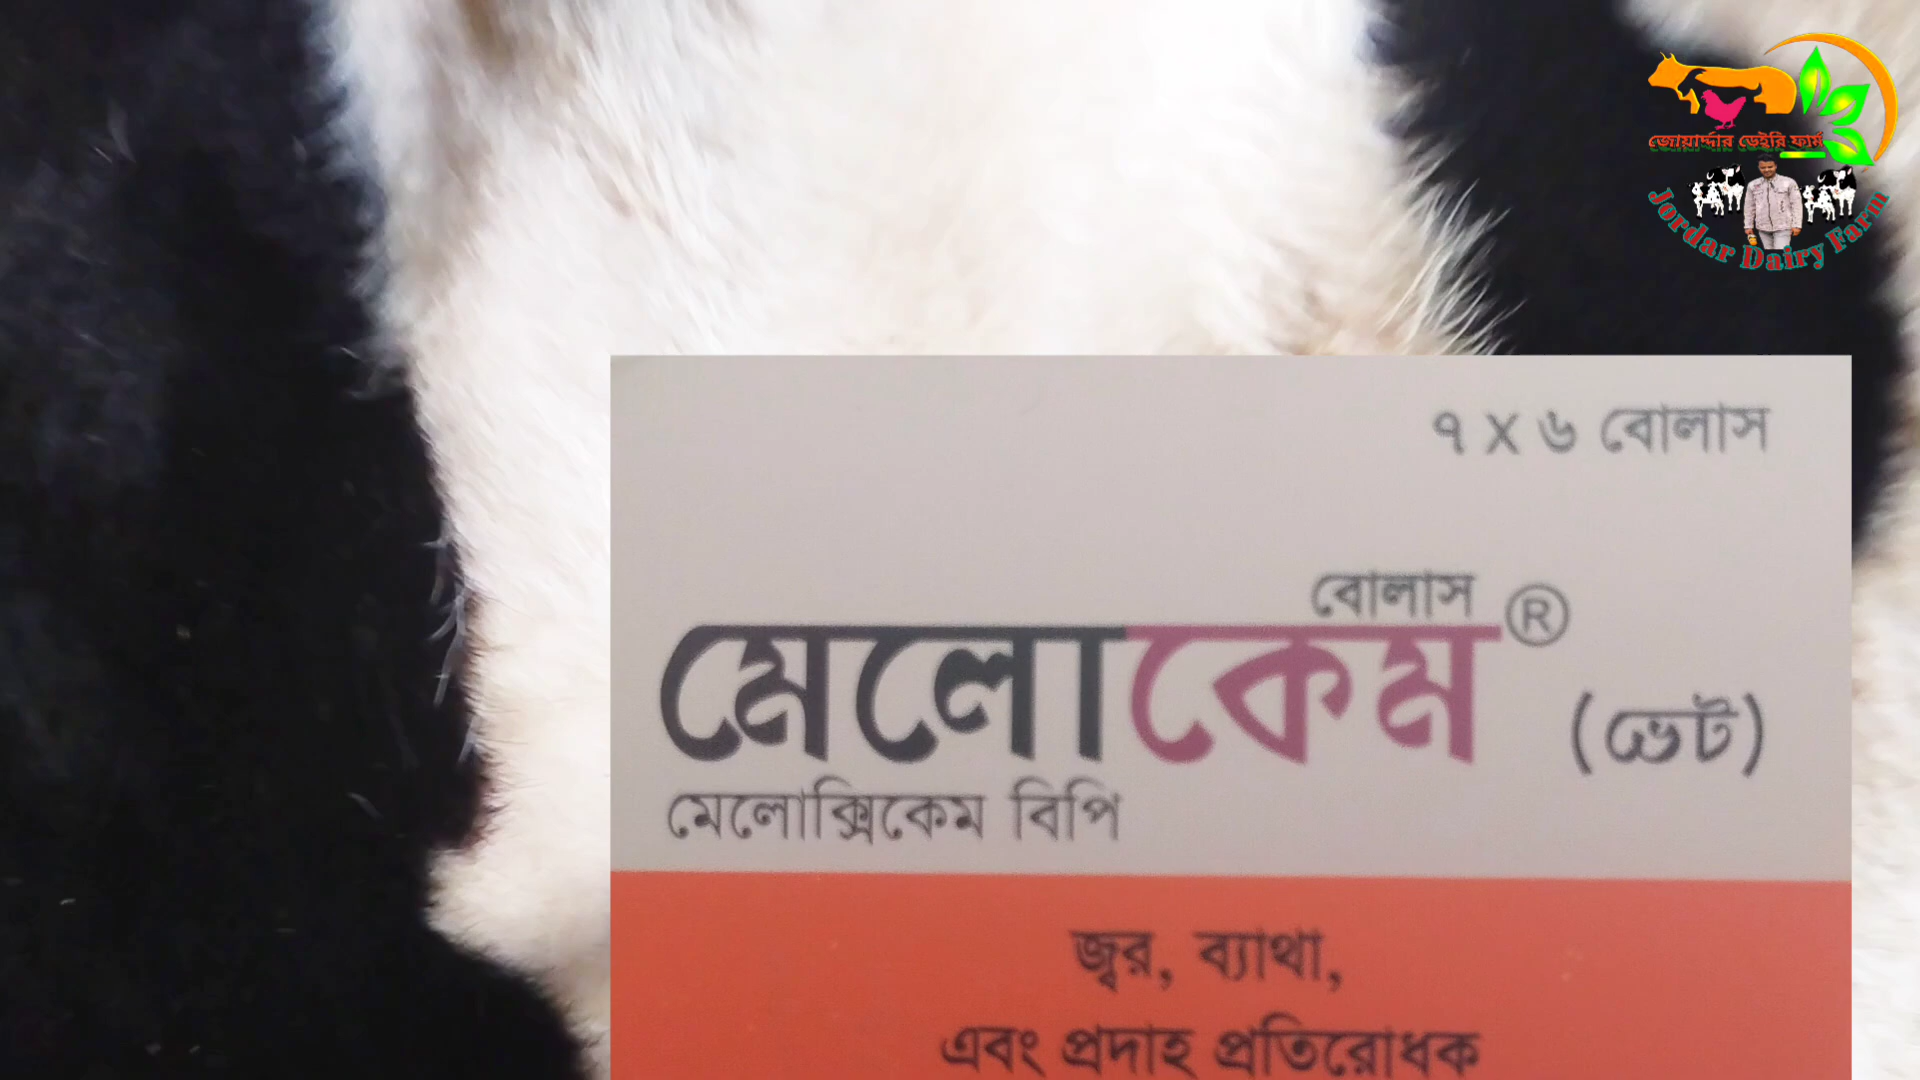 জোয়ার্দ্দার ডেইরি ফার্ম
Jordar Dairy Farm
৭ X ৬ বোলাস
বোলাস
মেলোকেম® (ভেট)
মেলোক্সিকেম বিপি
জ্বর, ব্যাথা,
এবং প্রদাহ প্রতিরোধক